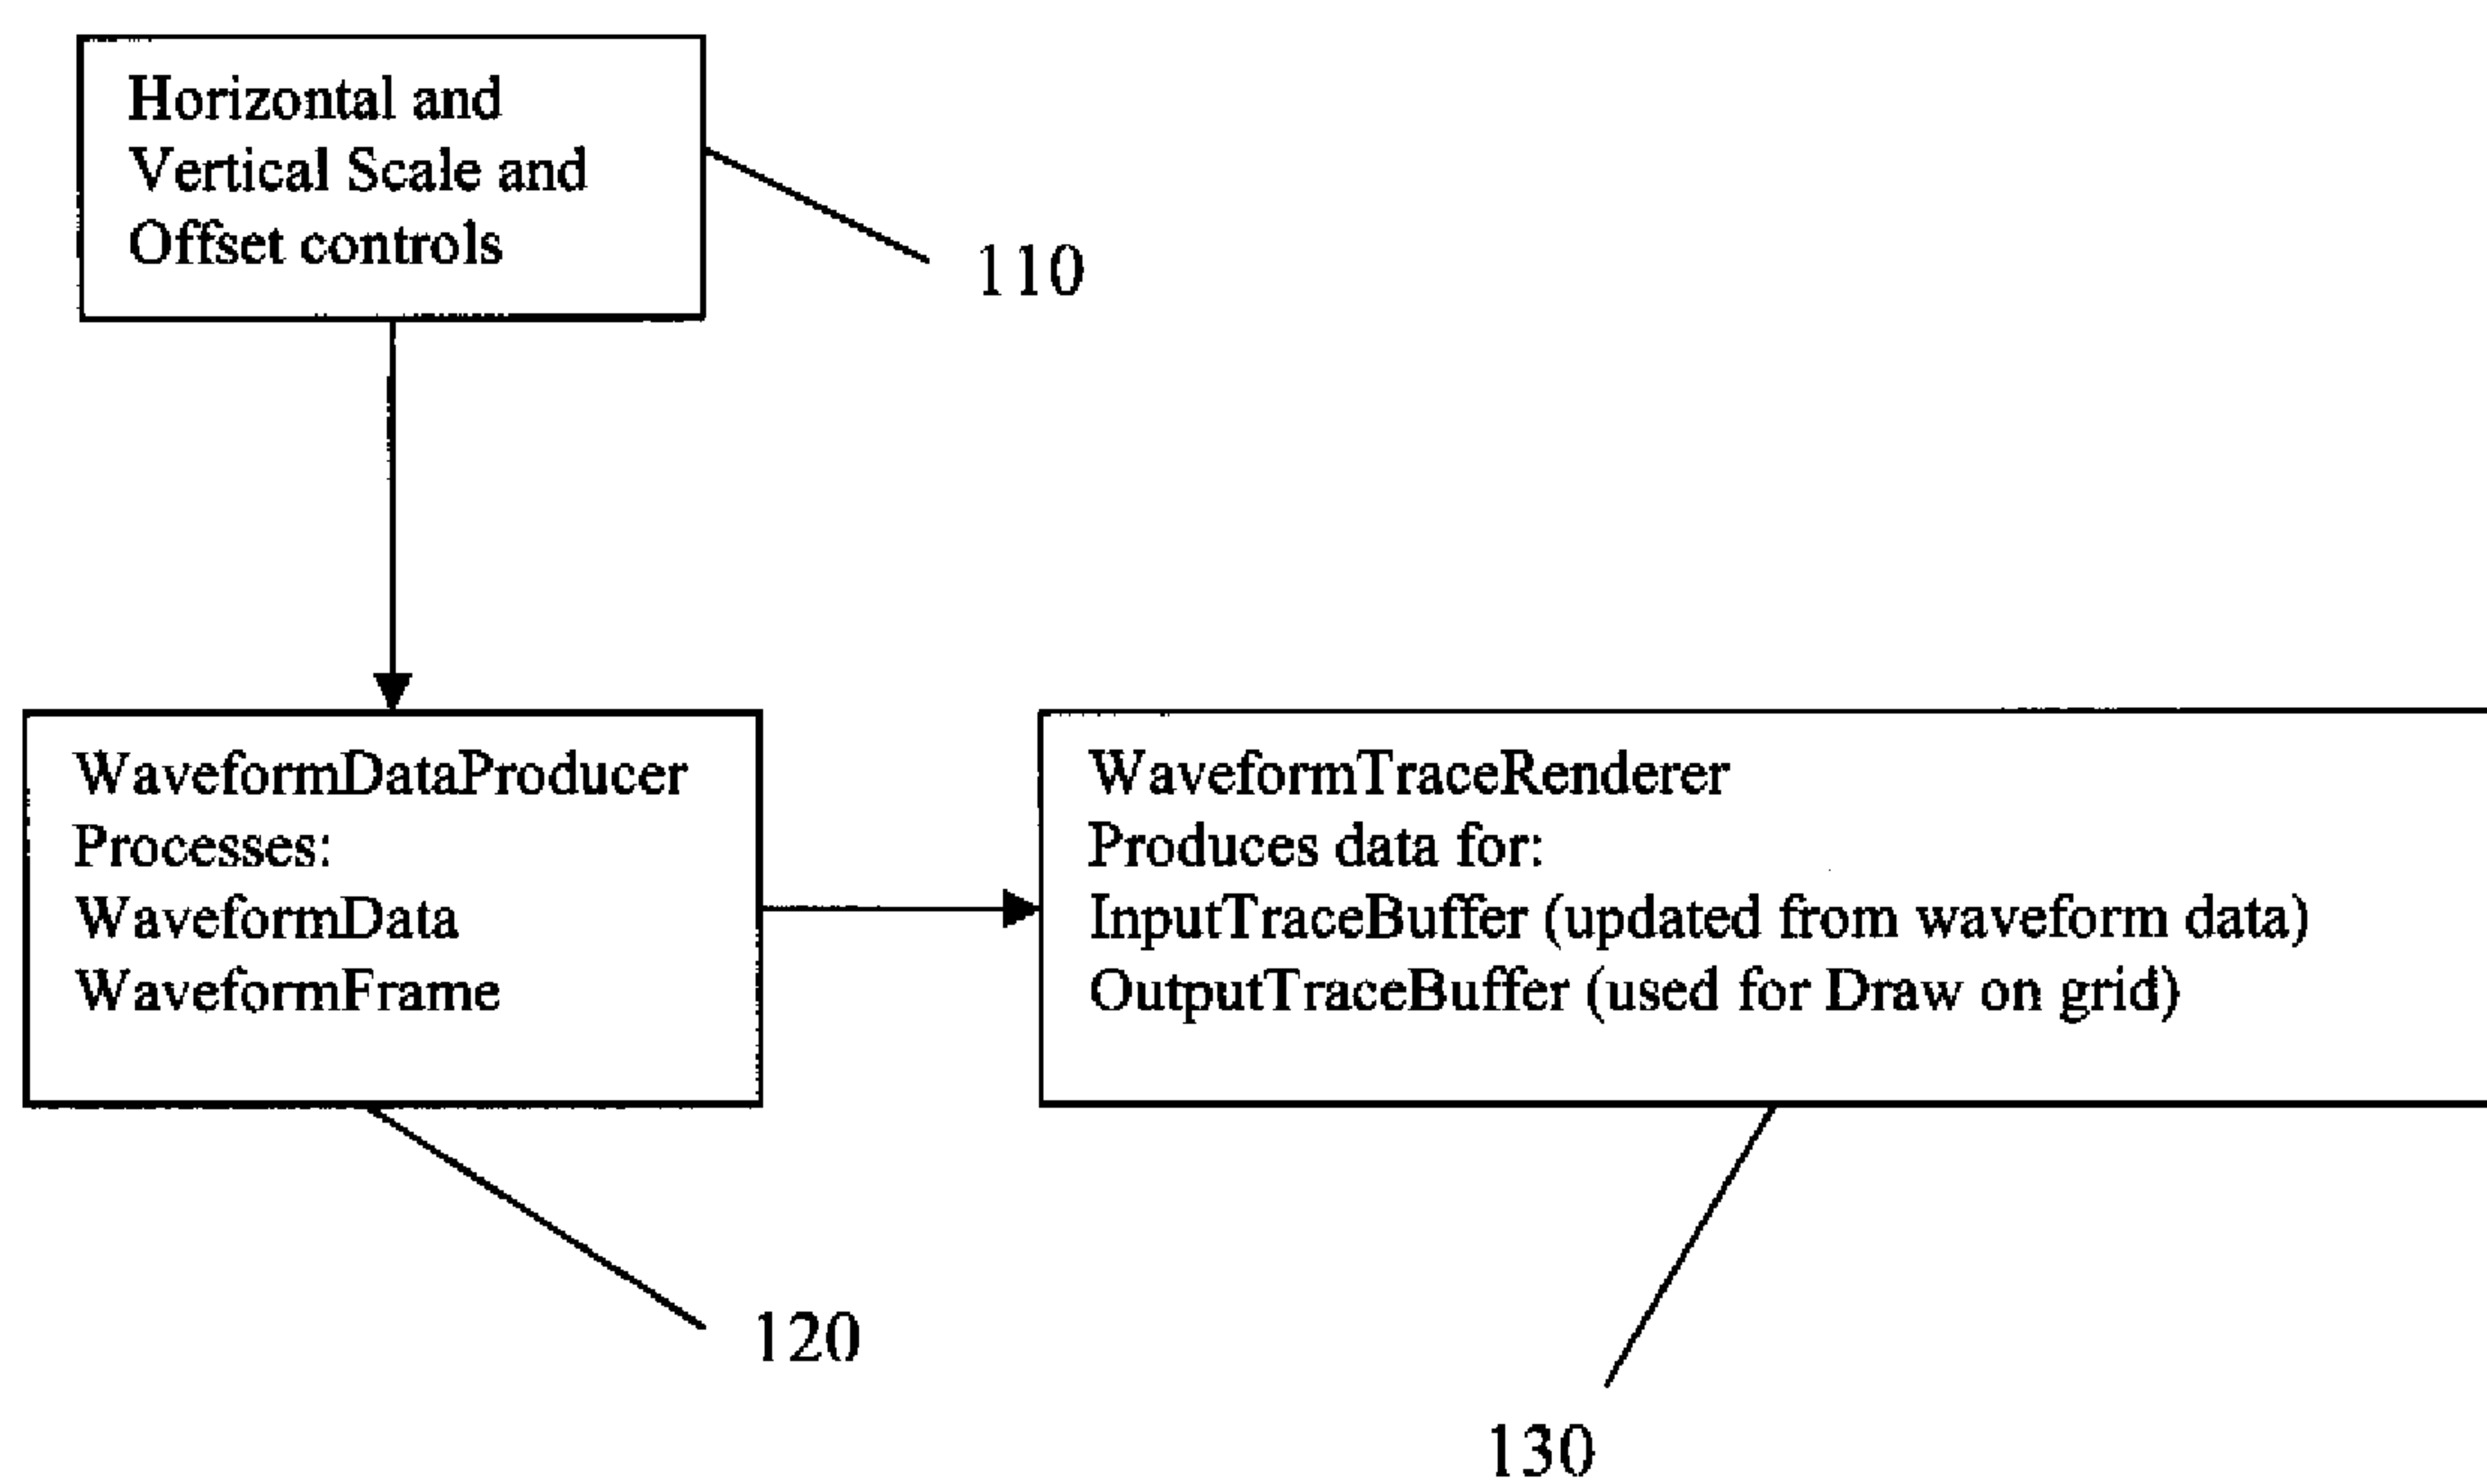 Horizontal and
Vertical Scale and
Offset controls
110
WaveformDataProducer
Processes:
WaveformData
WaveformFrame
WaveformTraceRenderer
Produces data for:
InputTraceBuffer (updated from waveform data)
OutputTraceBuffer (used for Draw on grid)
120
130